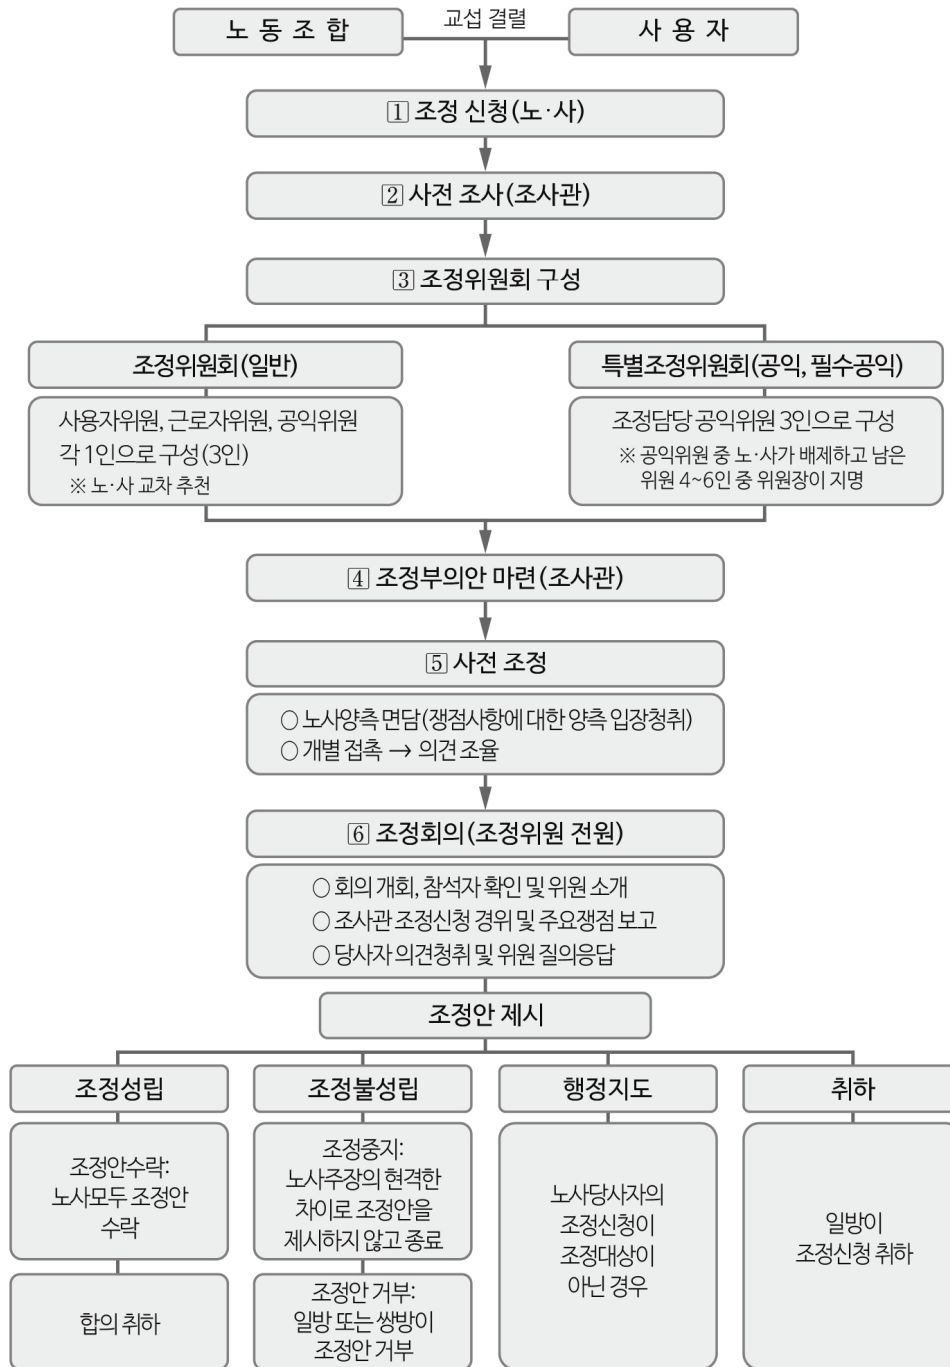 노 동 조 합
교섭 결렬
사 용 자
1 조정 신청(노·사)
2 사전 조사(조사관)
3 조정위원회 구성
조정위원회(일반)
사용자위원, 근로자위원, 공익위원
각 1인으로 구성(3인)
※ 노·사 교차 추천
특별조정위원회(공익, 필수공익)
조정담당 공익위원 3인으로 구성
※ 공익위원 중 노·사가 배제하고 남은
위원 4~6인 중 위원장이 지명
4 조정부의안 마련(조사관)
5 사전 조정
○ 노사양측 면담(쟁점사항에 대한 양측 입장청취)
○ 개별 접촉 → 의견 조율
6 조정회의(조정위원 전원)
○ 회의 개회, 참석자 확인 및 위원 소개
○ 조사관 조정신청 경위 및 주요쟁점 보고
○ 당사자 의견청취 및 위원 질의응답
조정안 제시
조정성립
조정안수락:
노사모두 조정안
수락
합의 취하
조정불성립
조정중지:
노사주장의 현격한
차이로 조정안을
제시하지 않고 종료
조정안 거부:
일방 또는 쌍방이
조정안 거부
행정지도
노사당사자의
조정신청이
조정대상이
아닌 경우
취하
일방이
조정신청 취하